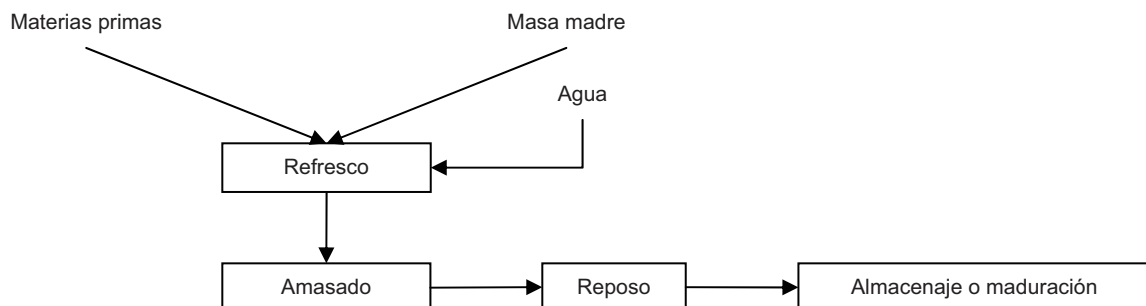 Materias primas
Masa madre
Agua
Refresco
Amasado
Reposo
Almacenaje o maduración